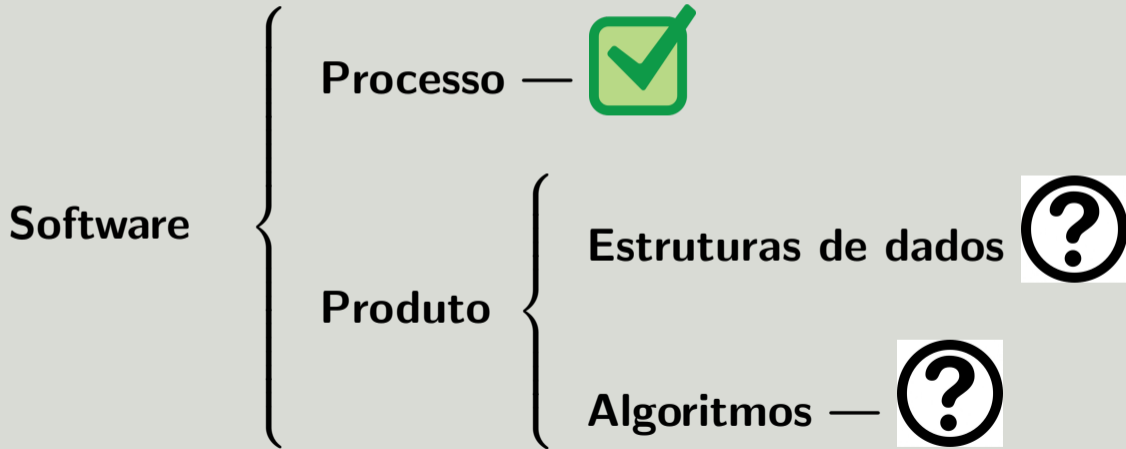 Processo —
Software
Estruturas de dados ?
Produto
Algoritmos — ?